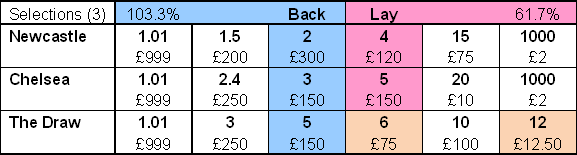 Selections (3) 103.3% Back Lay 61.7%
Newcastle 1.01 1.5 2 4 15 1000
£999 £200 £300 £120 £75 £2
Chelsea 1.01 2.4 3 5 20 1000
£999 £250 £150 £150 £10 £2
The Draw 1.01 3 5 6 10 12
£999 £250 £150 £75 £100 £12.50